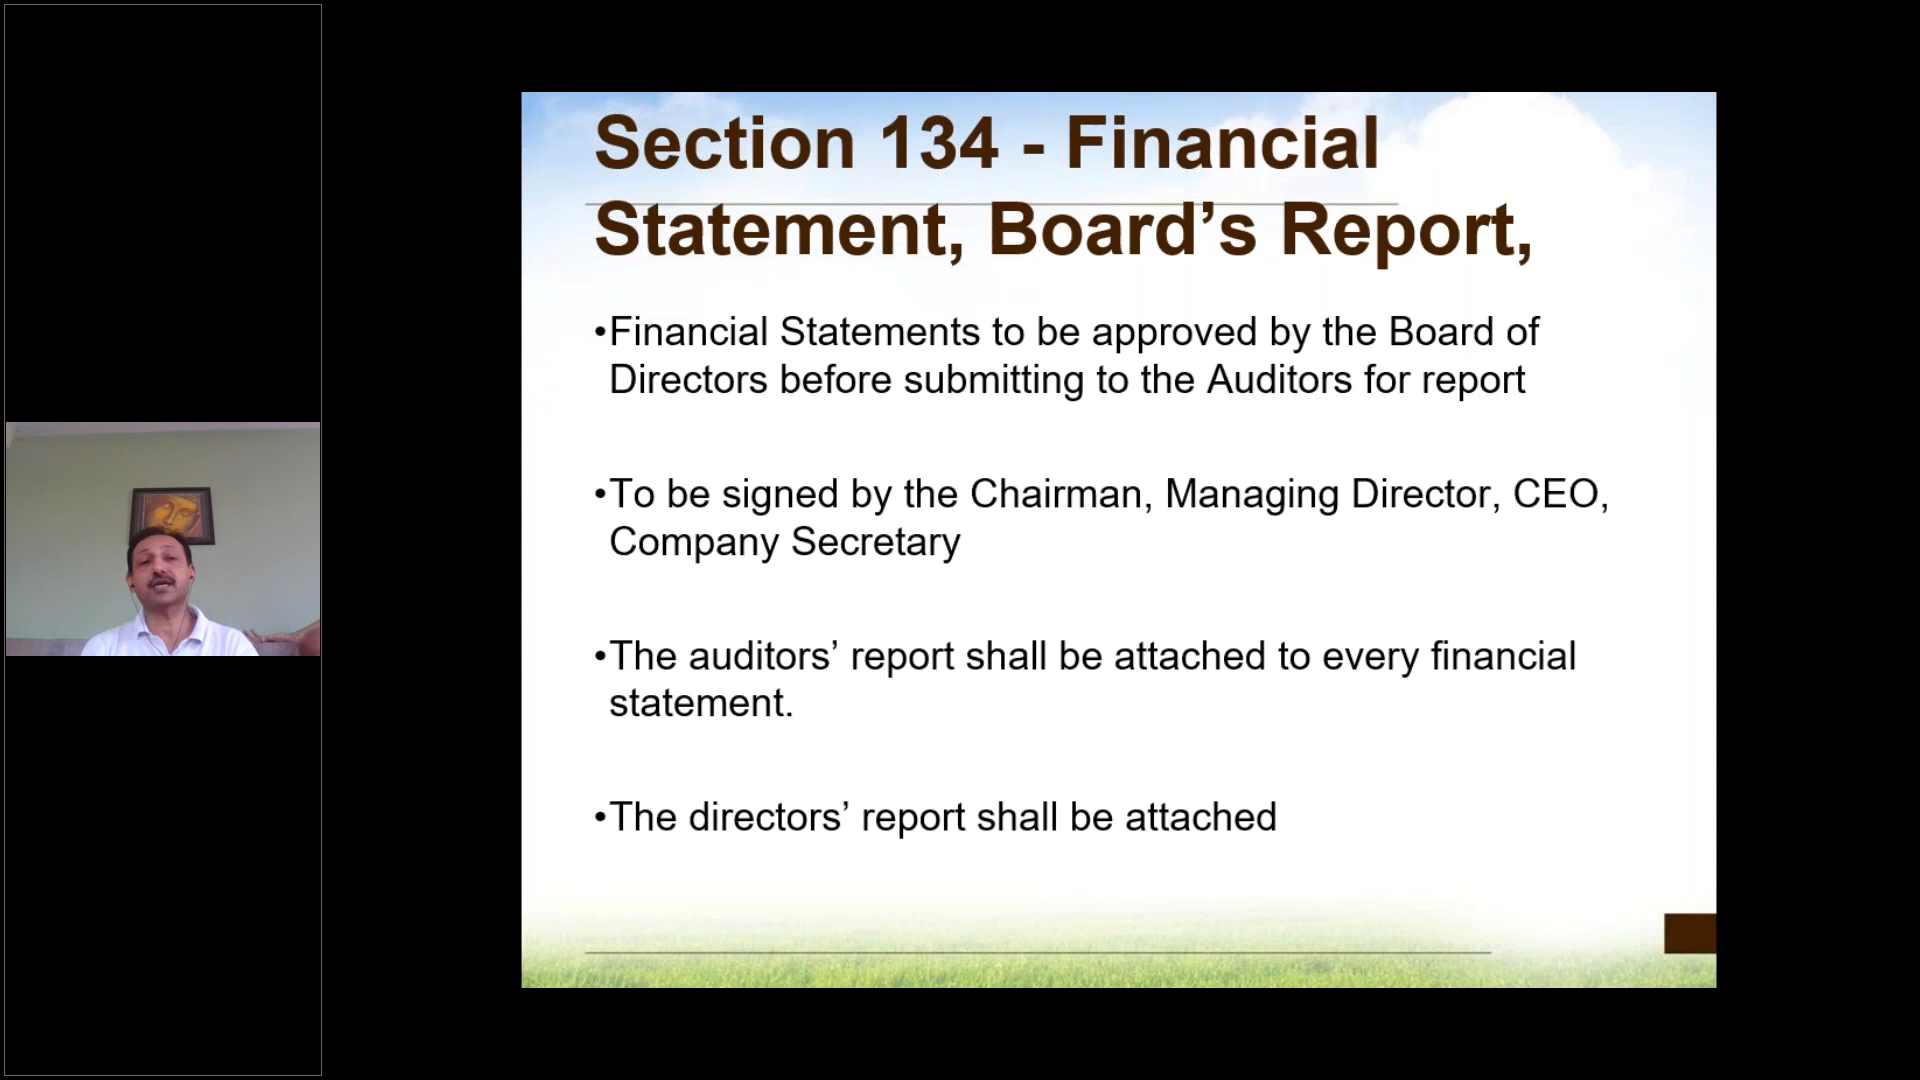 Section 134 - Financial
Statement, Board’s Report,
•Financial Statements to be approved by the Board of
Directors before submitting to the Auditors for report
•To be signed by the Chairman, Managing Director, CEO,
Company Secretary
•The auditors’ report shall be attached to every financial
statement.
•The directors’ report shall be attached